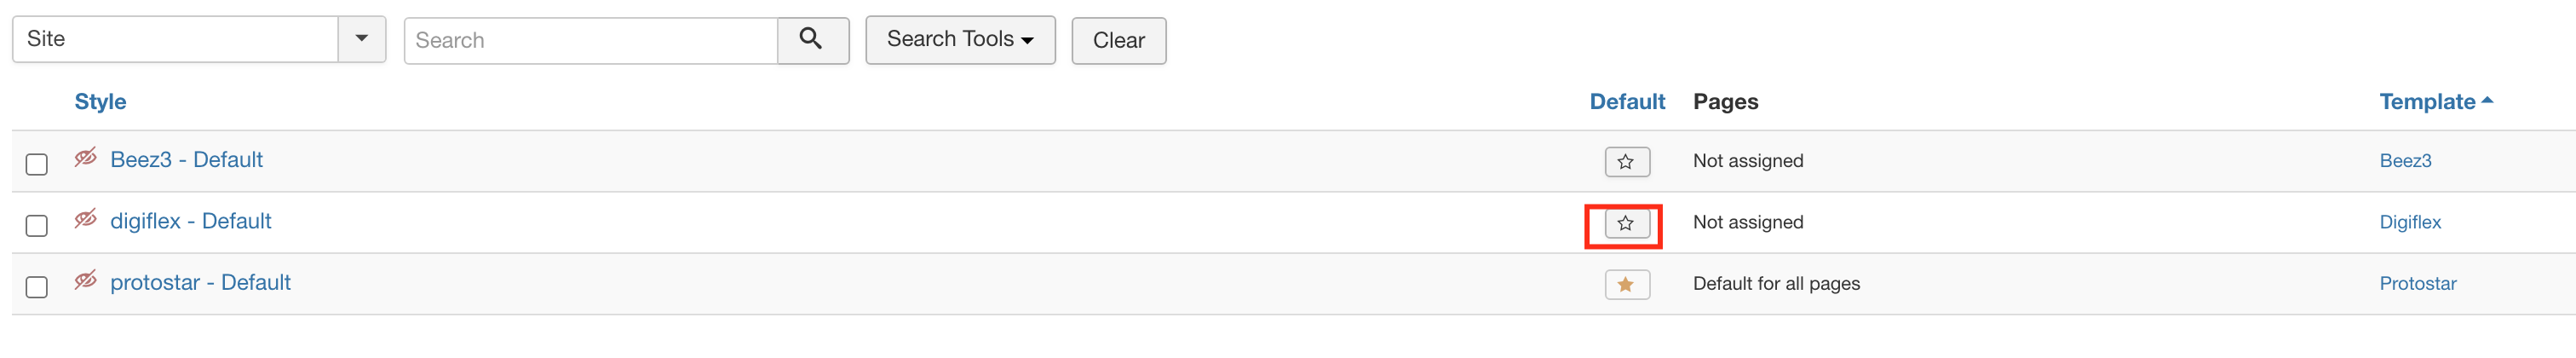 Site Search Search Tools Clear
Style Default Pages Template
Beez3 - Default Not assigned Beez3
digiflex - Default Not assigned Digiflex
protostar - Default Default for all pages Protostar